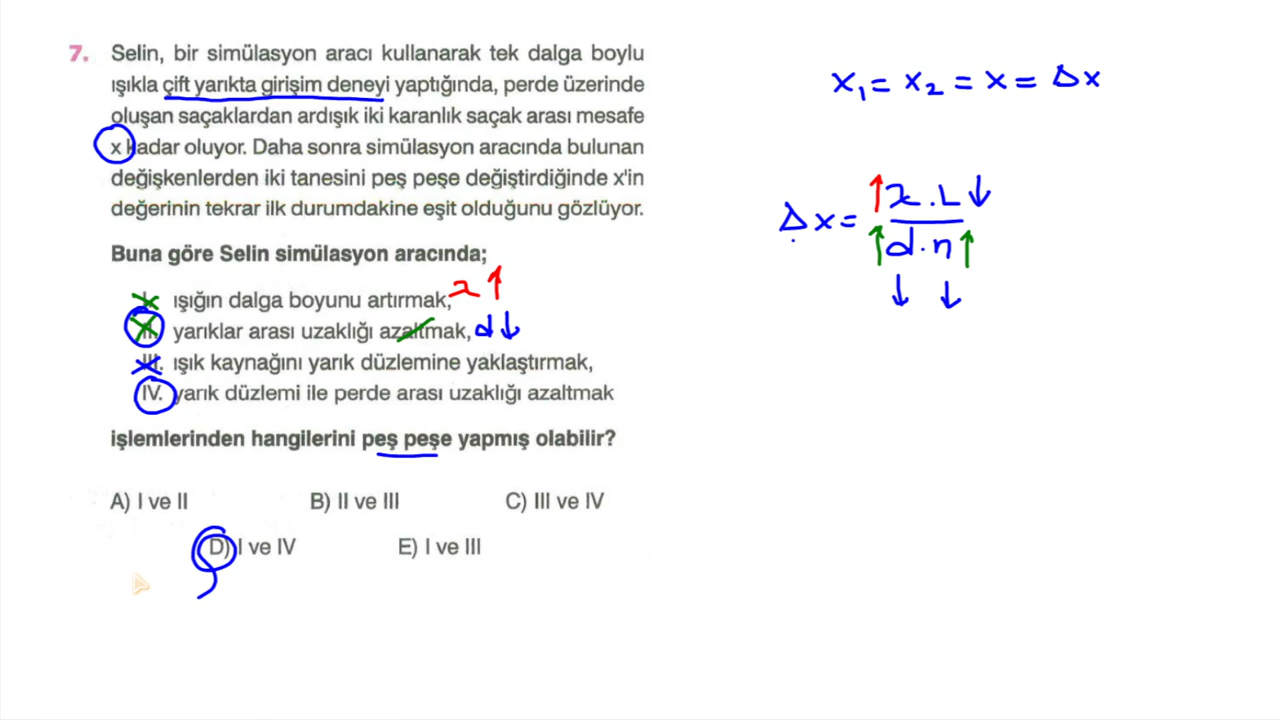 7. Selin, bir simülasyon aracı kullanarak tek dalga boylu
ışıkla çift yarıkta girişim deneyi yaptığında, perde üzerinde
oluşan saçaklardan ardışık iki karanlık saçak arası mesafe
x kadar oluyor. Daha sonra simülasyon aracında bulunan
değişkenlerden iki tanesini peş peşe değiştirdiğinde x'in
değerinin tekrar ilk durumdakine eşit olduğunu gözlüyor.
Buna göre Selin simülasyon aracında;
I. ışığın dalga boyunu artırmak, λ ↑
II. yarıklar arası uzaklığı azaltmak, d ↓
III. ışık kaynağını yarık düzlemine yaklaştırmak,
IV. yarık düzlemi ile perde arası uzaklığı azaltmak
işlemlerinden hangilerini peş peşe yapmış olabilir?
A) I ve II B) II ve III C) III ve IV
D) I ve IV E) I ve III
x₁ = x₂ = x = Δx
↑ λ . L ↓
Δx =
↑ d . n ↑
↓ ↓